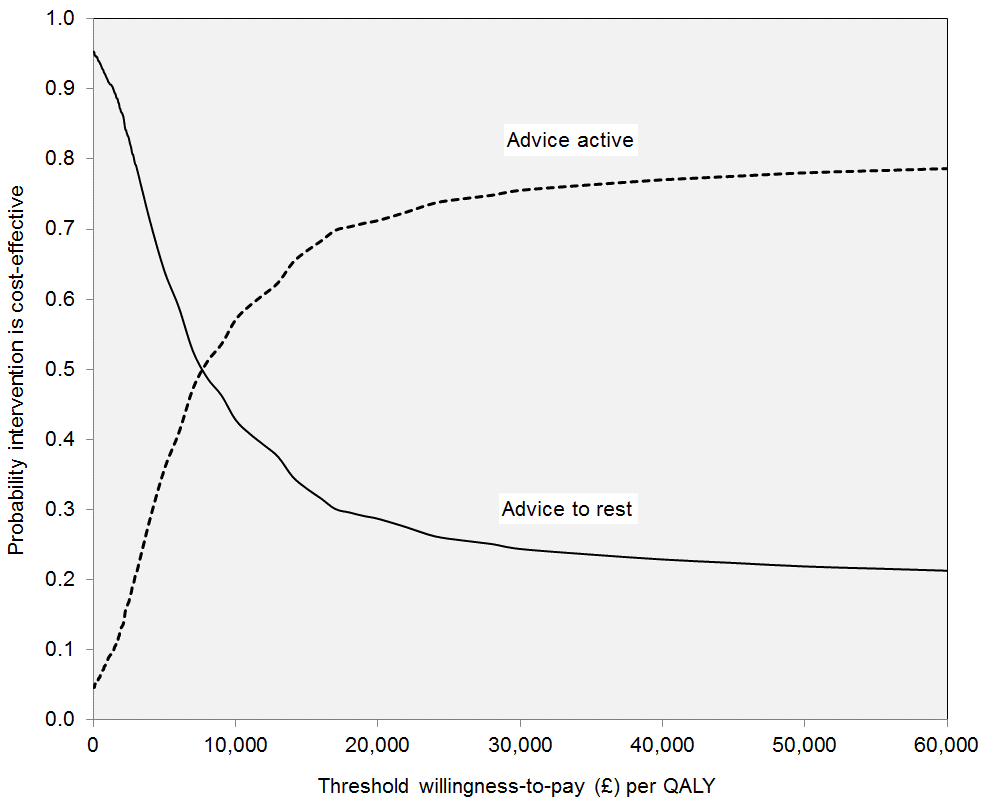 1.0
0.9
0.8
0.7
0.6
0.5
0.4
0.3
0.2
0.1
0.0
Probability intervention is cost-effective
Advice active
Advice to rest
0 10,000 20,000 30,000 40,000 50,000 60,000
Threshold willingness-to-pay (£) per QALY